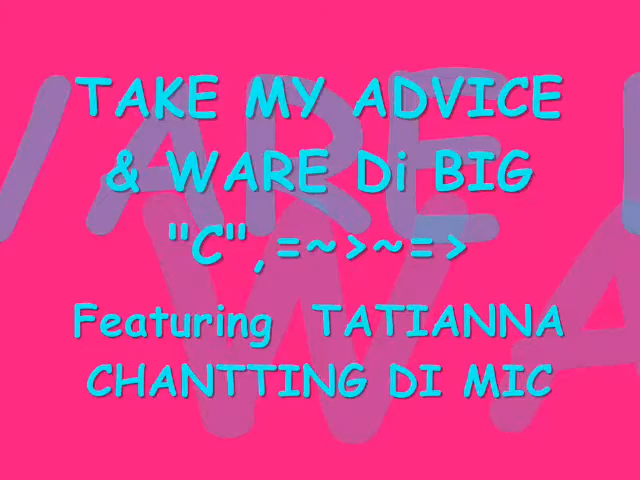 TAKE MY ADVICE
& WARE Di BIG
"C",=~>~=>
Featuring TATIANNA
CHANTTING DI MIC